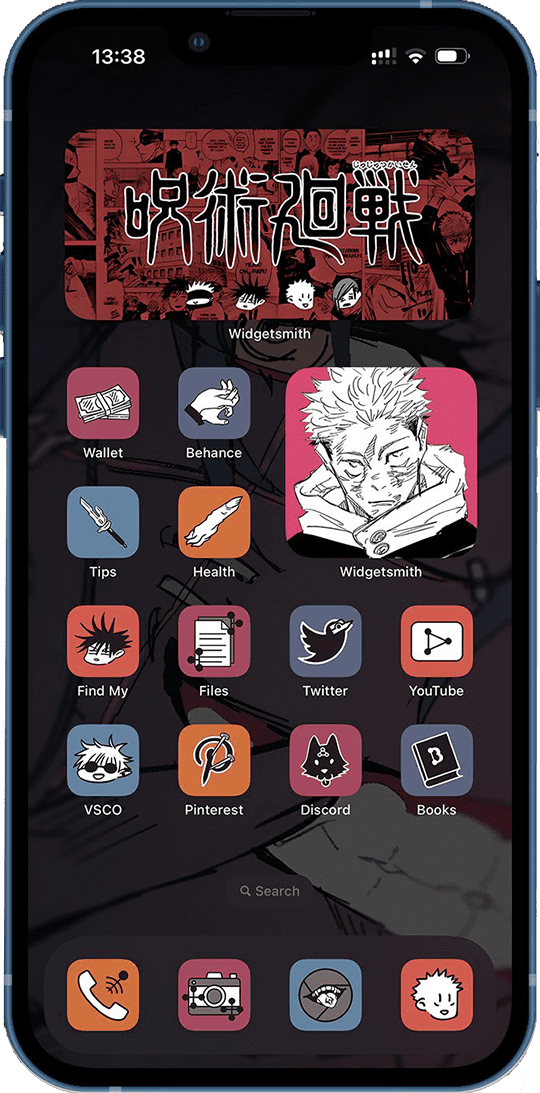 13:38
じゅじゅつかいせん
呪術廻戦
Widgetsmith
Wallet
Behance
Widgetsmith
Tips
Health
Find My
Files
Twitter
YouTube
VSCO
Pinterest
Discord
Books
Search